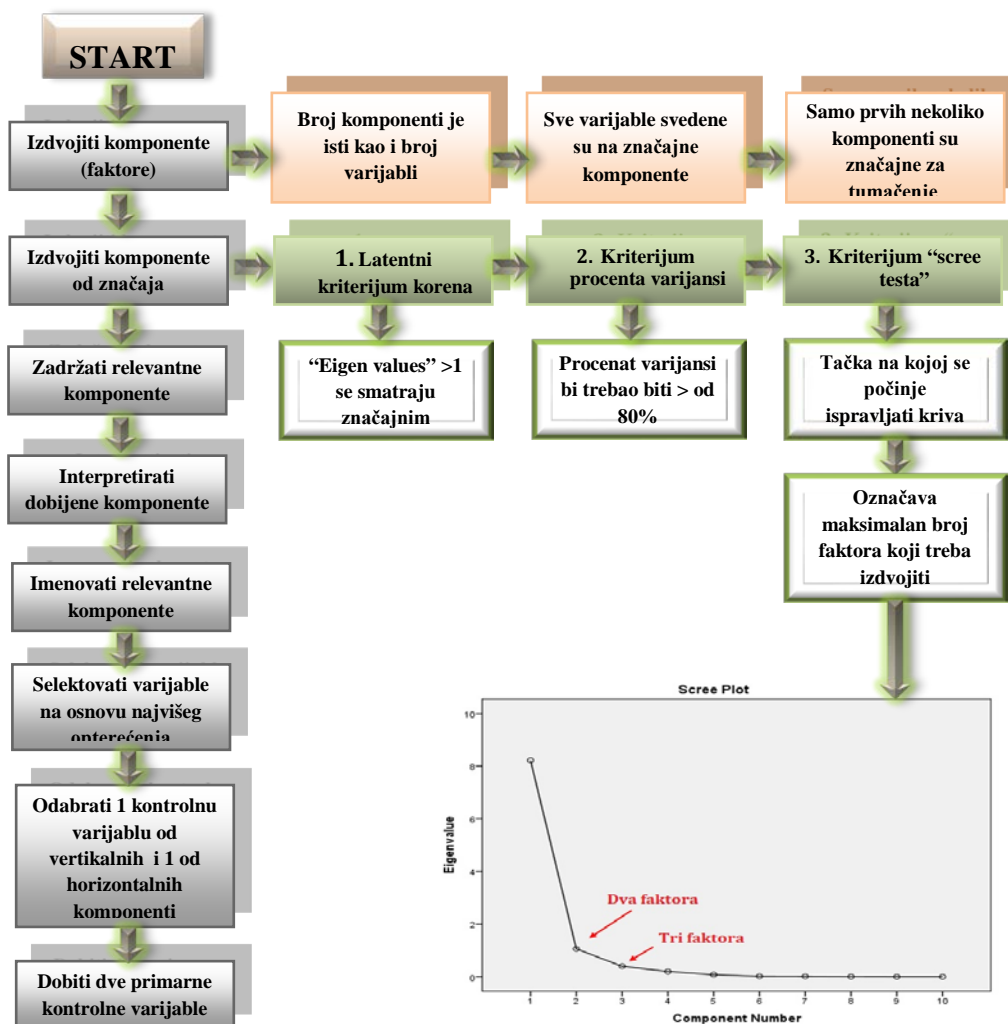 START
Izdvojiti komponente
(faktore)
Broj komponenti je
isti kao i broj
varijabli
Sve varijable svedene
su na značajne
komponente
Samo prvih nekoliko
komponenti su
značajne za
tumačenje
Izdvojiti komponente
od značaja
1. Latentni
kriterijum korena
2. Kriterijum
procenta varijansi
3. Kriterijum “scree
testa”
Zadržati relevantne
komponente
“Eigen values” >1
se smatraju
značajnim
Procenat varijansi
bi trebao biti > od
80%
Tačka na kojoj se
počinje
ispravljati kriva
Interpretirati
dobijene komponente
Označava
maksimalan broj
faktora koji treba
izdvojiti
Imenovati relevantne
komponente
Selektovati varijable
na osnovu najvišeg
opterećenja
Odabrati 1 kontrolnu
varijablu od
vertikalnih i 1 od
horizontalnih
komponenti
Dobiti dve primarne
kontrolne varijable
Scree Plot
Eigenvalue
10
8
6
4
2
0
Dva faktora
Tri faktora
1 2 3 4 5 6 7 8 9 10
Component Number